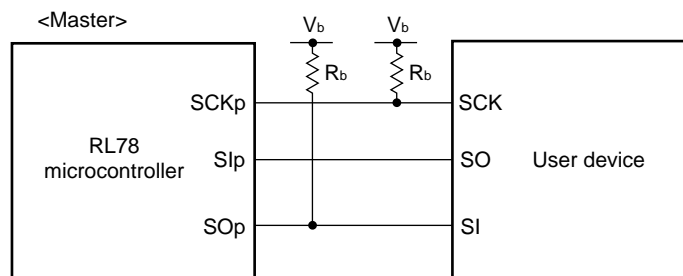 <Master>
Vb
Vb
Rb
Rb
SCKp
SCK
RL78
microcontroller
SIp
SO
User device
SOp
SI